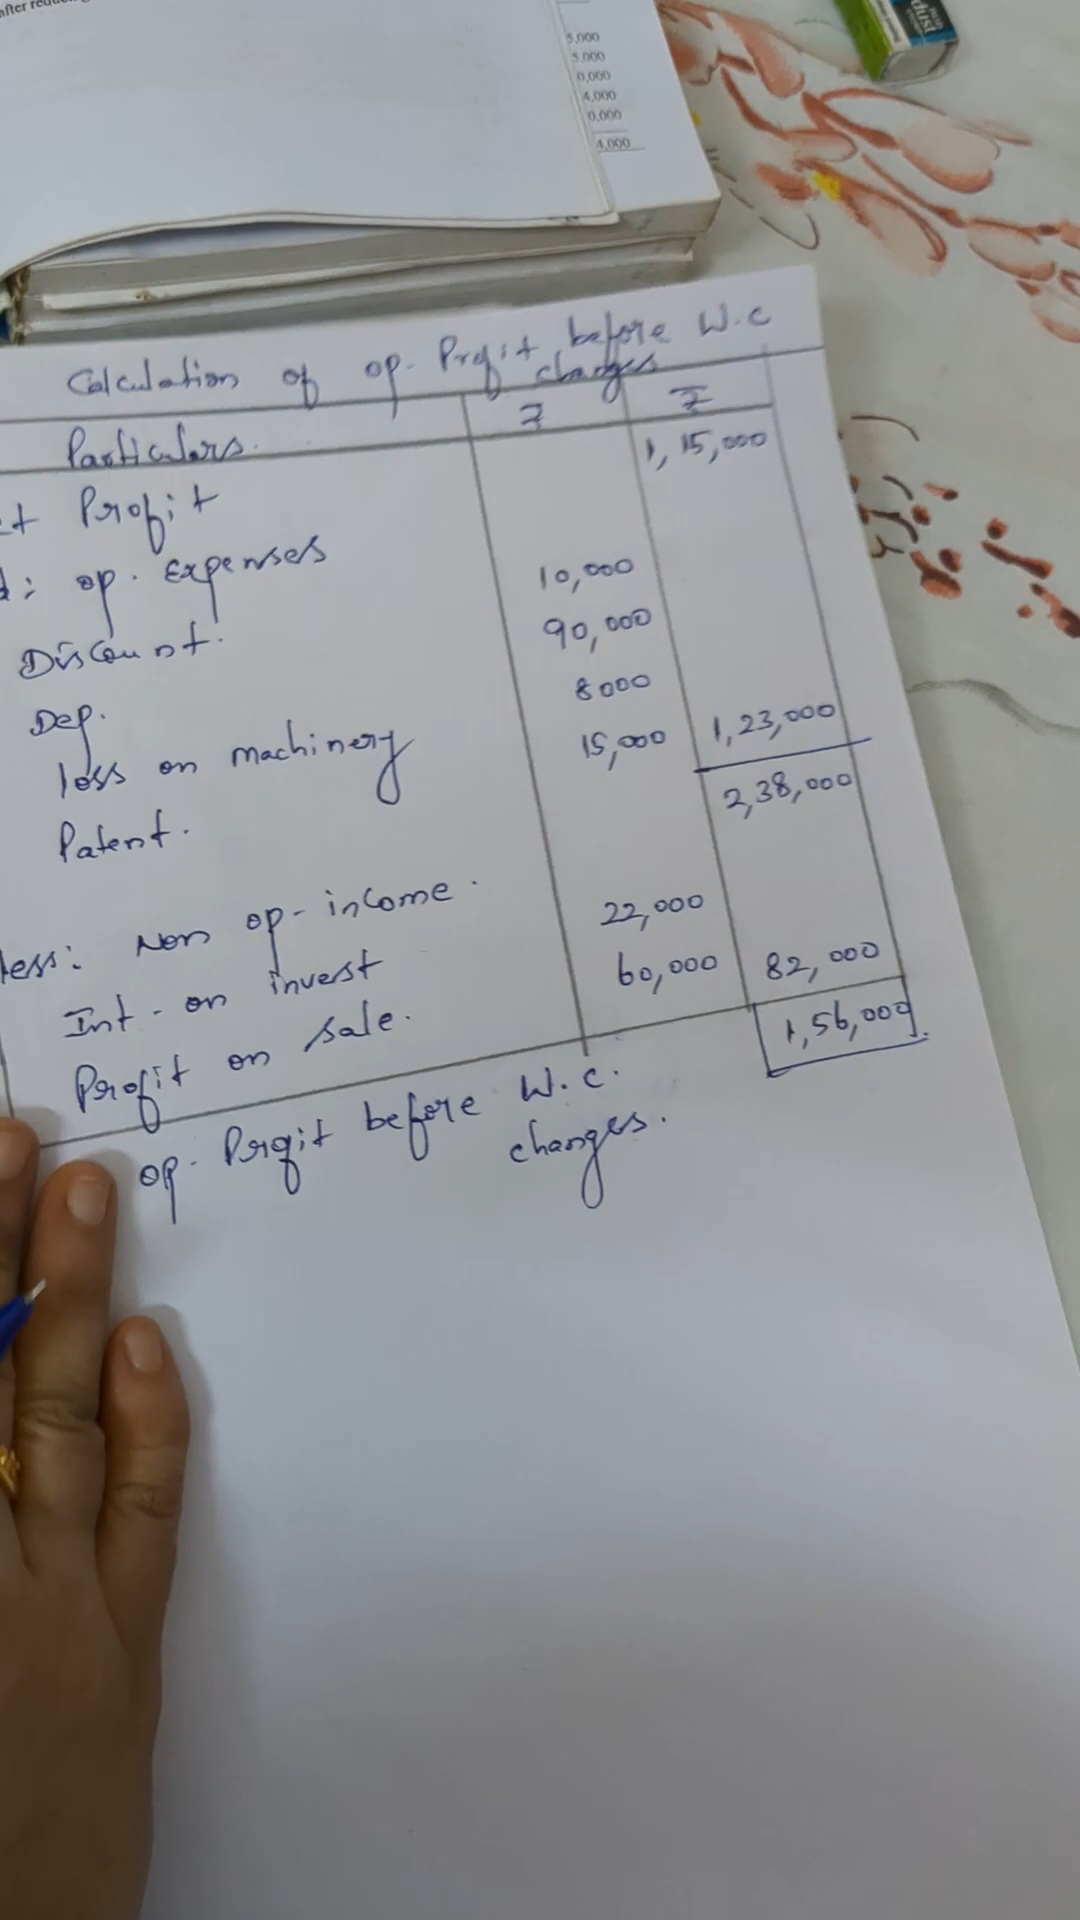 after
5,000
5,000
0,000
4,000
0,000
4,000
dust
Calculation of op. Profit before W.C
changes
Particulars. ₹ ₹
et Profit 1,15,000
d: op. Expenses
Discount. 10,000
Dep. 90,000
loss on machinery 8000
Patent. 15,000 1,23,000
2,38,000
less: Non op- income.
Int - on invest 22,000
Profit on sale. 60,000 82,000
op. Profit before W.C. 1,56,000
changes.